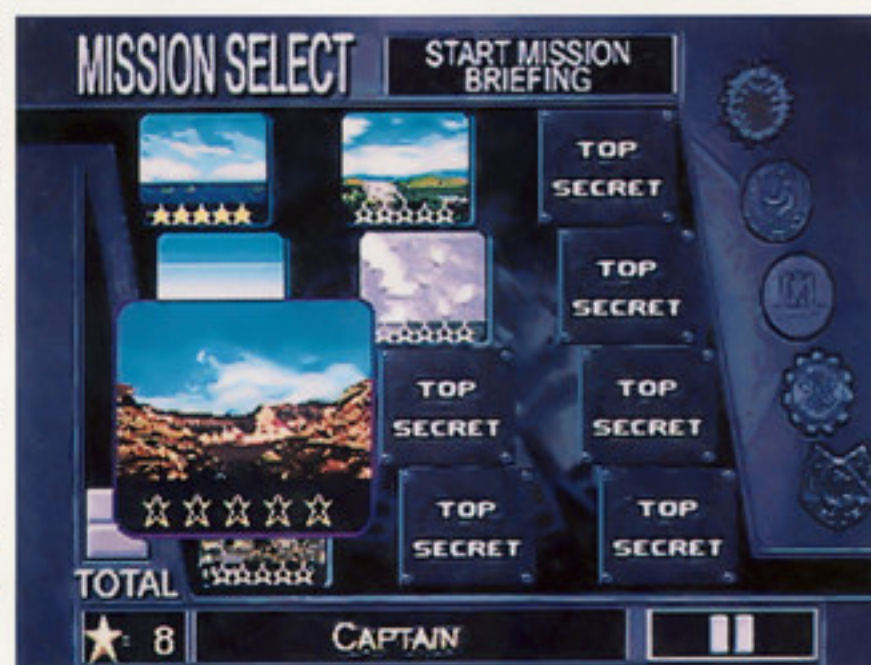 MISSION SELECT
START MISSION
BRIEFING
TOP
SECRET
TOP
SECRET
TOP
SECRET
TOP
SECRET
TOP
SECRET
TOP
SECRET
TOTAL
8
CAPTAIN